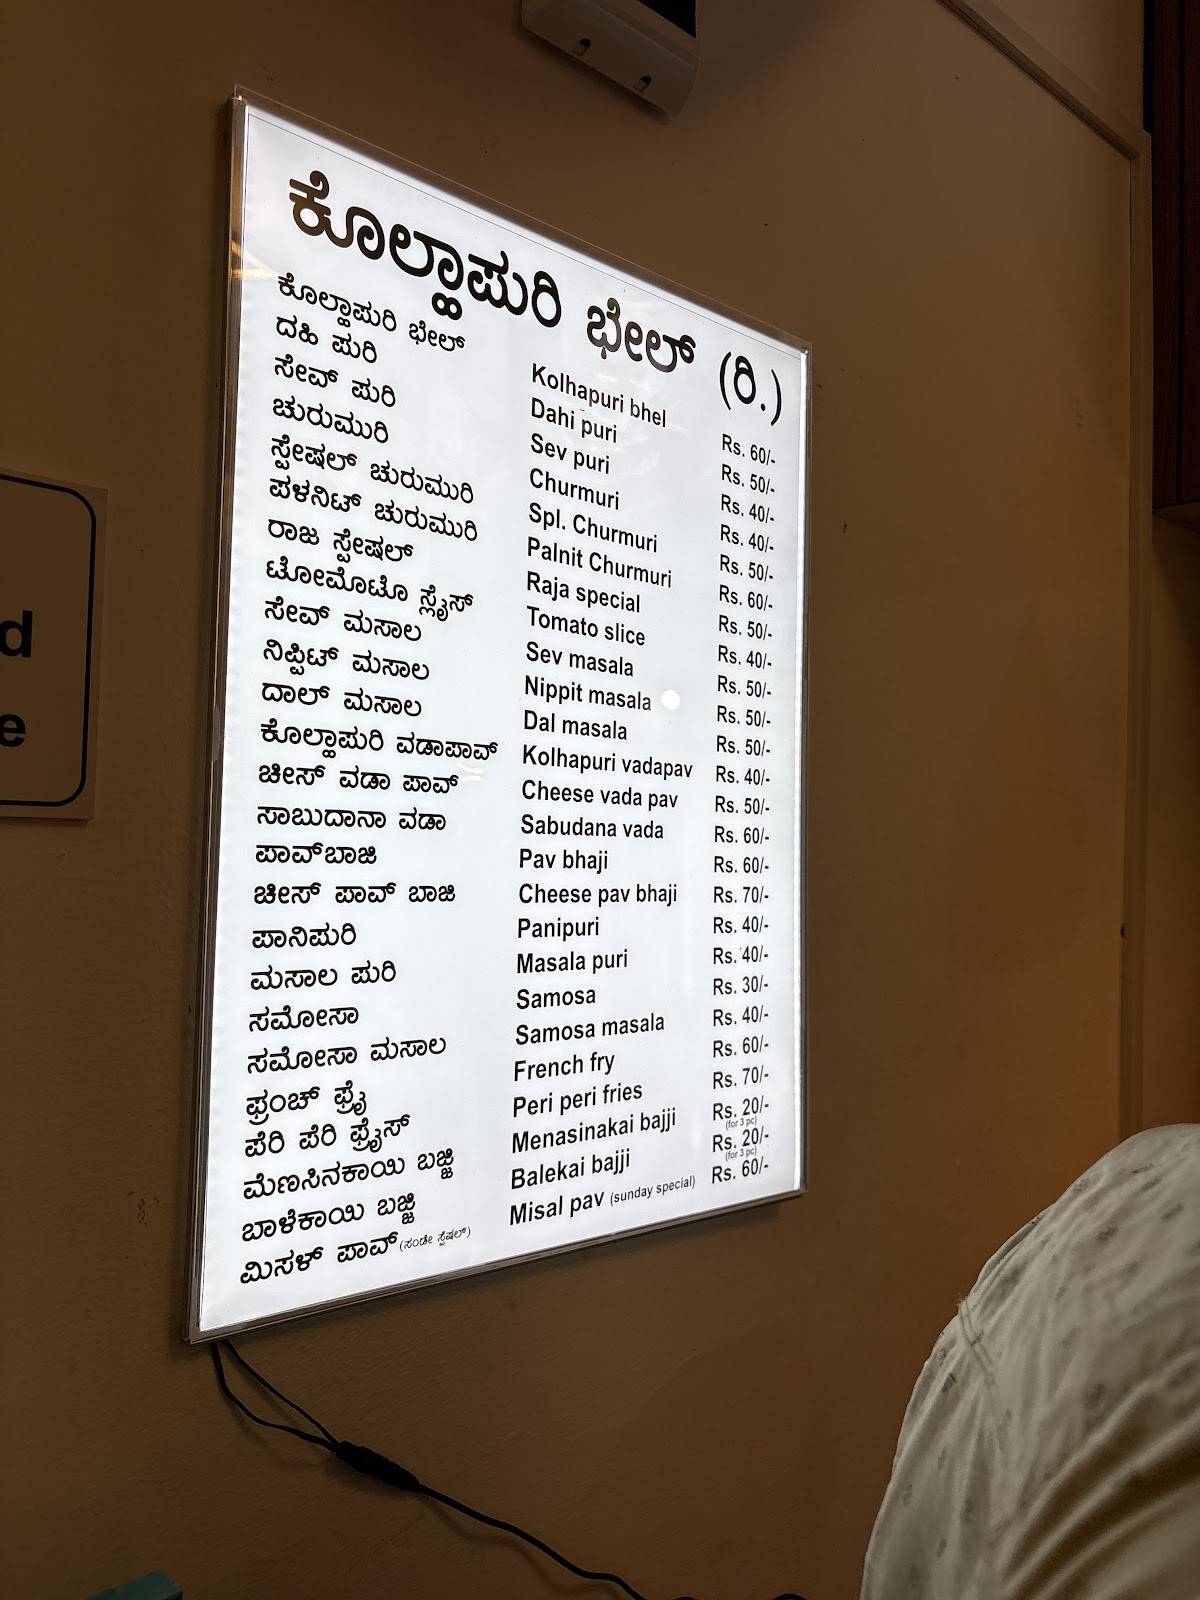 ಕೊಲ್ಹಾಪುರಿ ಭೇಲ್ (ರಿ.)
ಕೊಲ್ಹಾಪುರಿ ಭೇಲ್ Kolhapuri bhel Rs. 60/-
ದಹಿ ಪುರಿ Dahi puri Rs. 50/-
ಸೇವ್ ಪುರಿ Sev puri Rs. 40/-
ಚುರುಮುರಿ Churmuri Rs. 40/-
ಸ್ಪೇಷಲ್ ಚುರುಮುರಿ Spl. Churmuri Rs. 50/-
ಪಳನಿಟ್ ಚುರುಮುರಿ Palnit Churmuri Rs. 60/-
ರಾಜ ಸ್ಪೇಷಲ್ Raja special Rs. 50/-
ಟೋಮೊಟೊ ಸ್ಲೈಸ್ Tomato slice Rs. 40/-
ಸೇವ್ ಮಸಾಲ Sev masala Rs. 50/-
ನಿಪ್ಪಿಟ್ ಮಸಾಲ Nippit masala Rs. 50/-
ದಾಲ್ ಮಸಾಲ Dal masala Rs. 50/-
ಕೊಲ್ಹಾಪುರಿ ವಡಾಪಾವ್ Kolhapuri vadapav Rs. 40/-
ಚೀಸ್ ವಡಾ ಪಾವ್ Cheese vada pav Rs. 50/-
ಸಾಬುದಾನಾ ವಡಾ Sabudana vada Rs. 60/-
ಪಾವ್‌ಬಾಜಿ Pav bhaji Rs. 60/-
ಚೀಸ್ ಪಾವ್ ಬಾಜಿ Cheese pav bhaji Rs. 70/-
ಪಾನಿಪುರಿ Panipuri Rs. 40/-
ಮಸಾಲ ಪುರಿ Masala puri Rs. 40/-
ಸಮೋಸಾ Samosa Rs. 30/-
ಸಮೋಸಾ ಮಸಾಲ Samosa masala Rs. 40/-
ಫ್ರಂಚ್ ಫ್ರೈ French fry Rs. 60/-
ಪೆರಿ ಪೆರಿ ಫ್ರೈಸ್ Peri peri fries Rs. 70/-
ಮೆಣಸಿನಕಾಯಿ ಬಜ್ಜಿ Menasinakai bajji Rs. 20/- (for 3 pc)
ಬಾಳೆಕಾಯಿ ಬಜ್ಜಿ Balekai bajji Rs. 20/- (for 3 pc)
ಮಿಸಳ್ ಪಾವ್ (ಸಂಡೇ ಸ್ಪೆಷಲ್) Misal pav (sunday special) Rs. 60/-